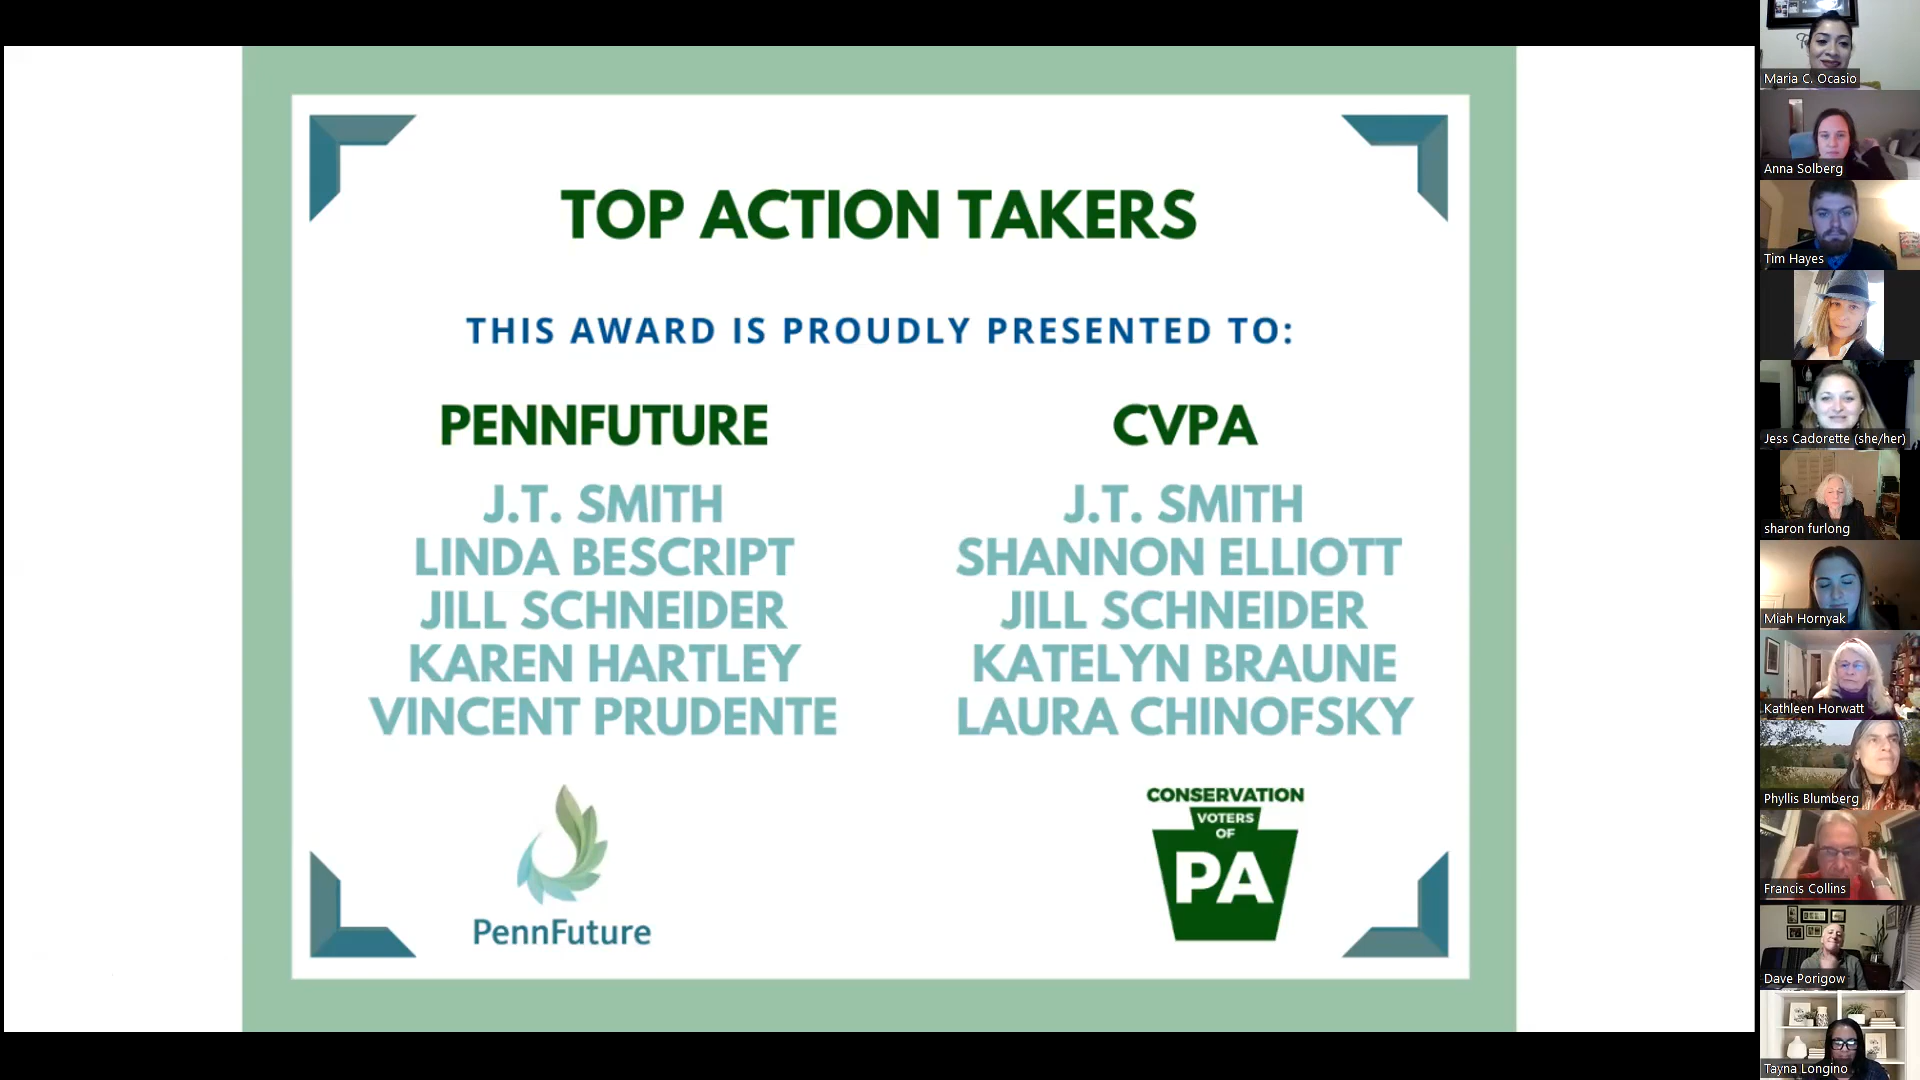 TOP ACTION TAKERS
THIS AWARD IS PROUDLY PRESENTED TO:
PENNFUTURE
J.T. SMITH
LINDA BESCRIPT
JILL SCHNEIDER
KAREN HARTLEY
VINCENT PRUDENTE
PennFuture
CVPA
J.T. SMITH
SHANNON ELLIOTT
JILL SCHNEIDER
KATELYN BRAUNE
LAURA CHINOFSKY
CONSERVATION
VOTERS
OF
PA
Maria C. Ocasio
Anna Solberg
Tim Hayes
Jess Cadorette (she/her)
sharon furlong
Miah Hornyak
Kathleen Horwatt
Phyllis Blumberg
Francis Collins
Dave Porigow
Tayna Longino